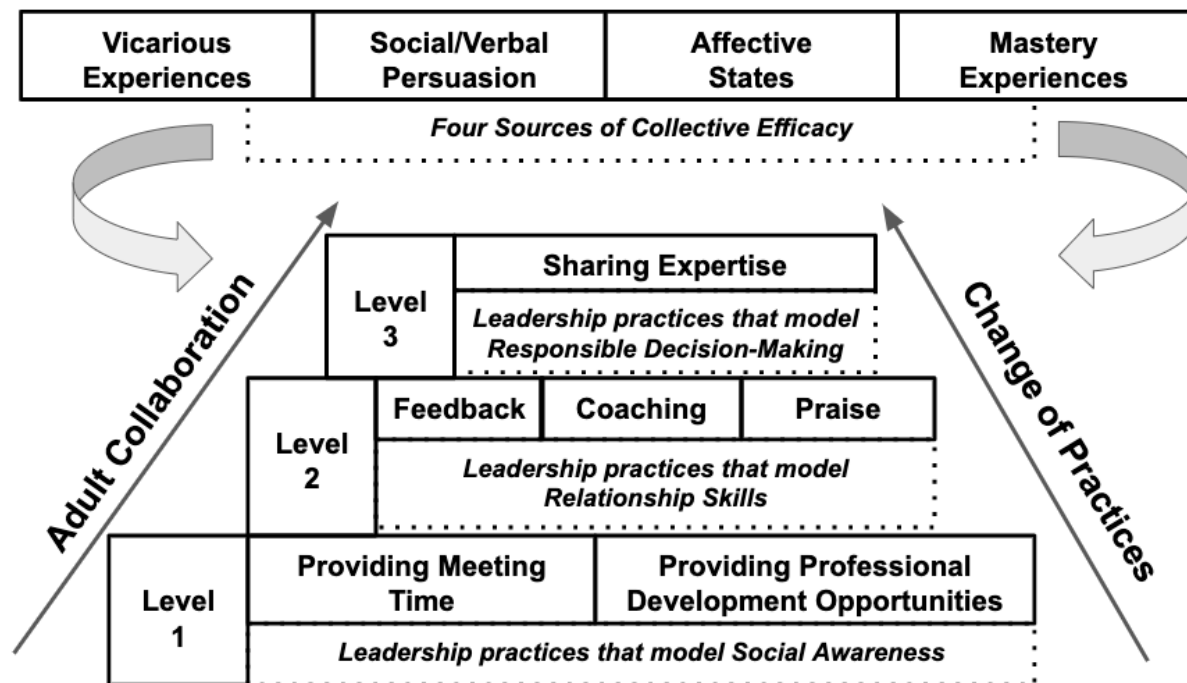 Vicarious
Experiences
Social/Verbal
Persuasion
Affective
States
Mastery
Experiences
Four Sources of Collective Efficacy
Adult Collaboration
Change of Practices
Level
3
Sharing Expertise
Leadership practices that model
Responsible Decision-Making
Level
2
Feedback
Coaching
Praise
Leadership practices that model
Relationship Skills
Level
1
Providing Meeting
Time
Providing Professional
Development Opportunities
Leadership practices that model Social Awareness